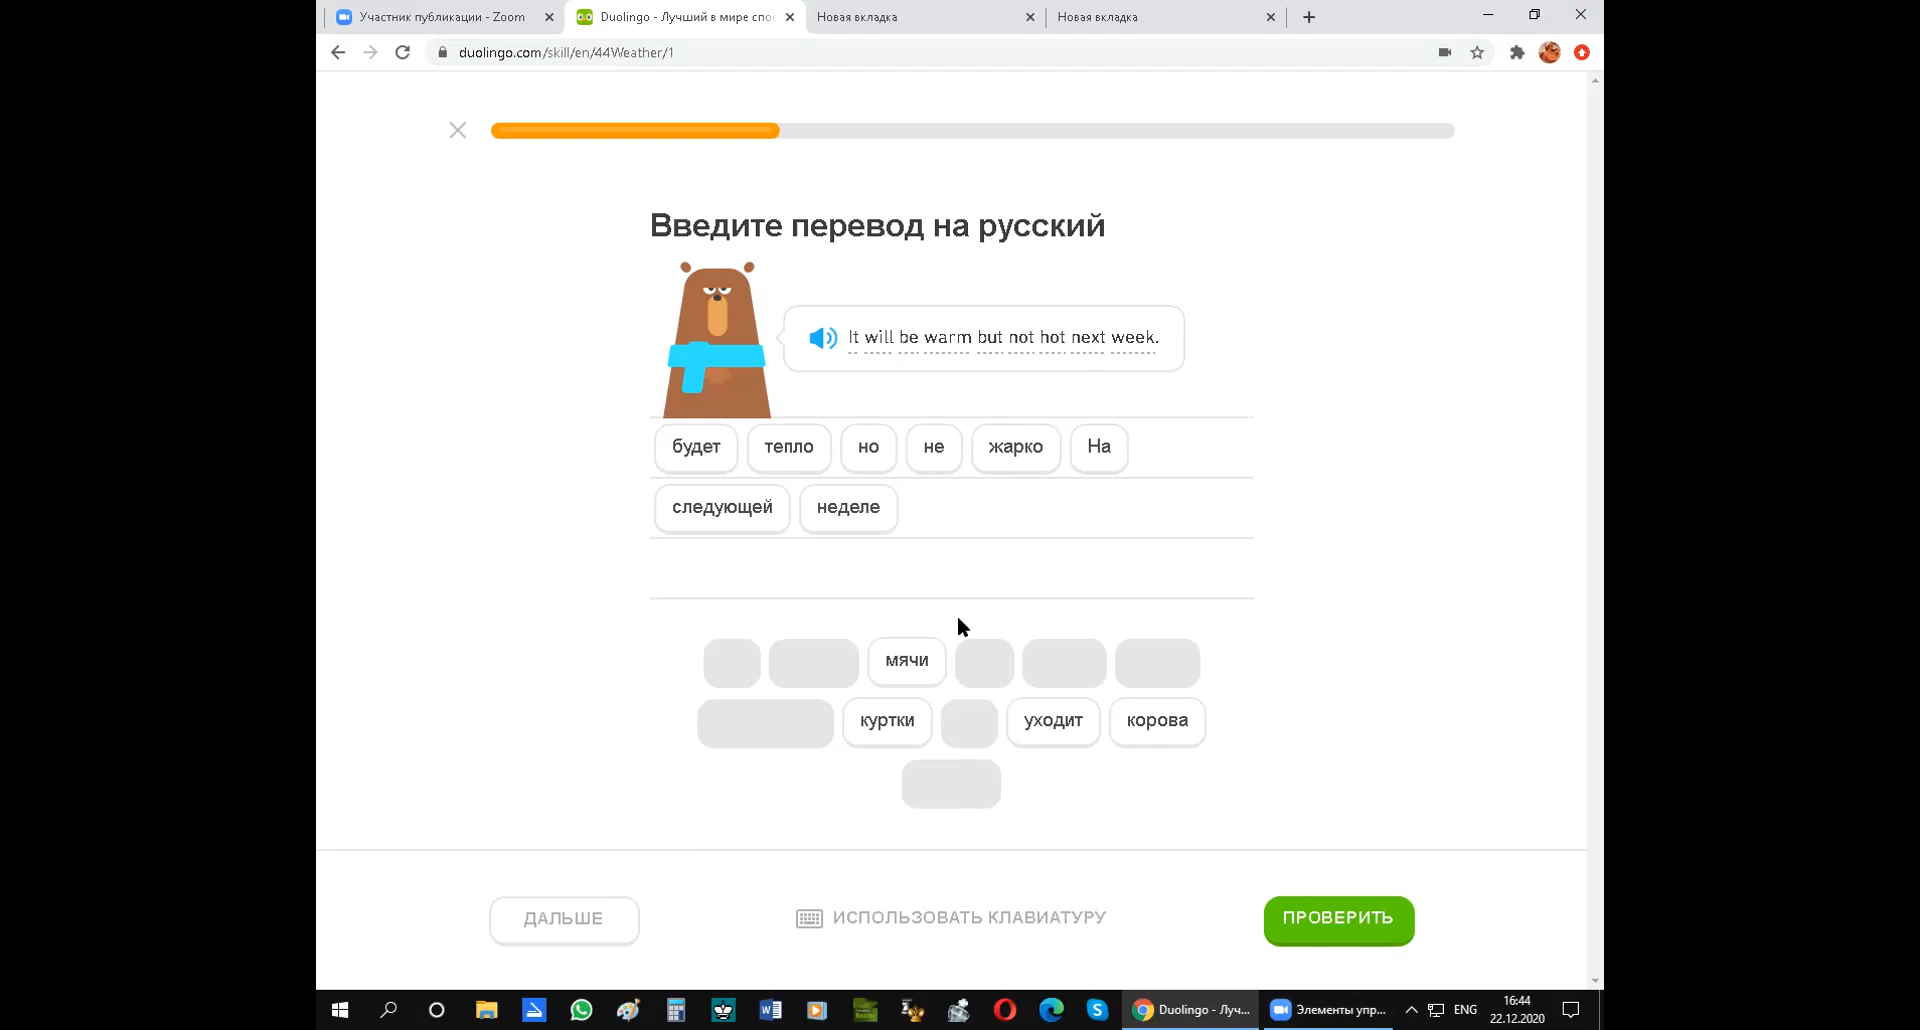 Участник публикации - Zoom
Duolingo - Лучший в мире спо
Новая вкладка
Новая вкладка
duolingo.com/skill/en/44Weather/1
Введите перевод на русский
It will be warm but not hot next week.
будет тепло но не жарко На
следующей неделе
мячи
куртки уходит корова
ДАЛЬШЕ
ИСПОЛЬЗОВАТЬ КЛАВИАТУРУ
ПРОВЕРИТЬ
Duolingo - Луч...
Элементы упр...
ENG
16:44
22.12.2020